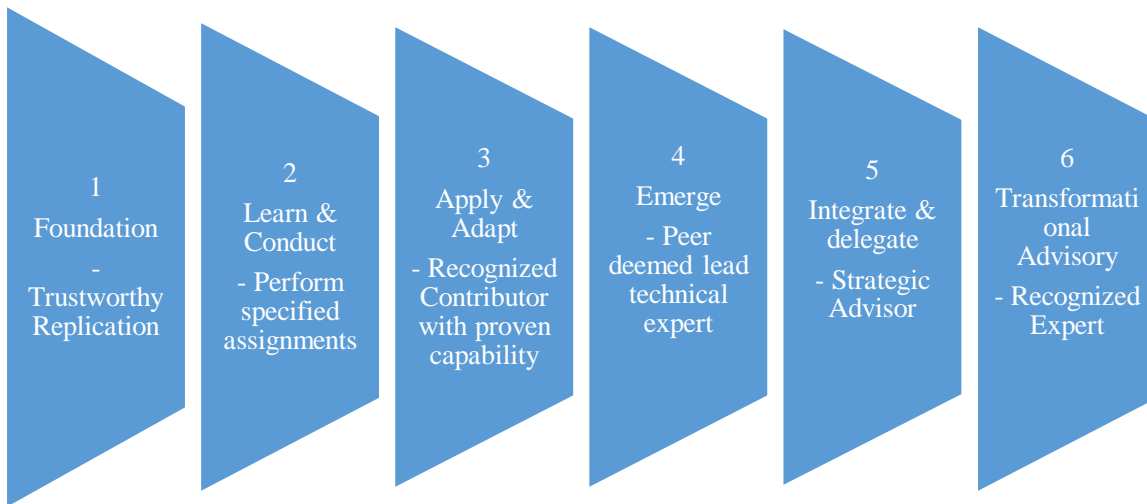 1
Foundation
-
Trustworthy
Replication
2
Learn &
Conduct
- Perform
specified
assignments
3
Apply &
Adapt
- Recognized
Contributor
with proven
capability
4
Emerge
- Peer
deemed lead
technical
expert
5
Integrate &
delegate
- Strategic
Advisor
6
Transformati
onal
Advisory
- Recognized
Expert